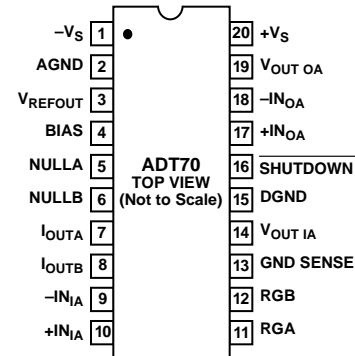 –VS 1
AGND 2
VREFOUT 3
BIAS 4
NULLA 5
NULLB 6
IOUTA 7
IOUTB 8
–INIA 9
+INIA 10
ADT70
TOP VIEW
(Not to Scale)
20 +VS
19 VOUT OA
18 –INOA
17 +INOA
16 SHUTDOWN
15 DGND
14 VOUT IA
13 GND SENSE
12 RGB
11 RGA